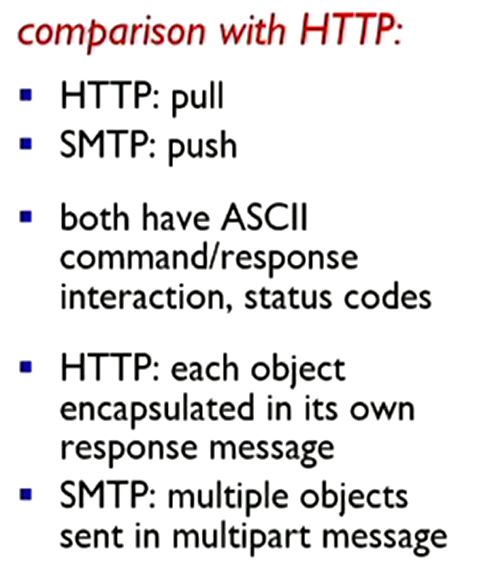 comparison with HTTP:
▪ HTTP: pull
▪ SMTP: push
▪ both have ASCII
command/response
interaction, status codes
▪ HTTP: each object
encapsulated in its own
response message
▪ SMTP: multiple objects
sent in multipart message